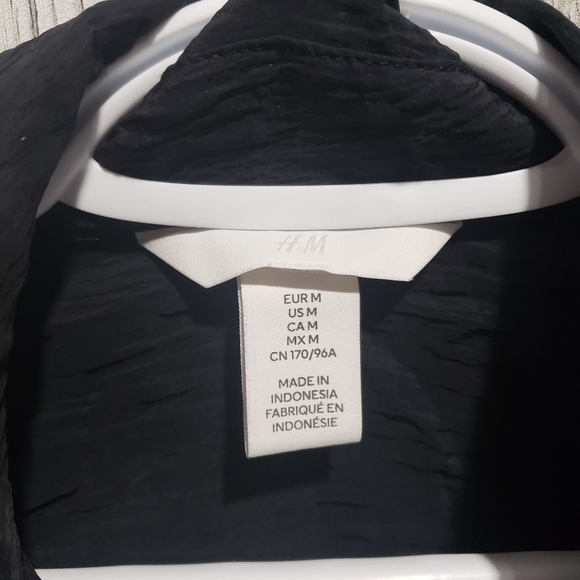 H&M
EUR M
US M
CA M
MX M
CN 170/96A
MADE IN
INDONESIA
FABRIQUÉ EN
INDONÉSIE